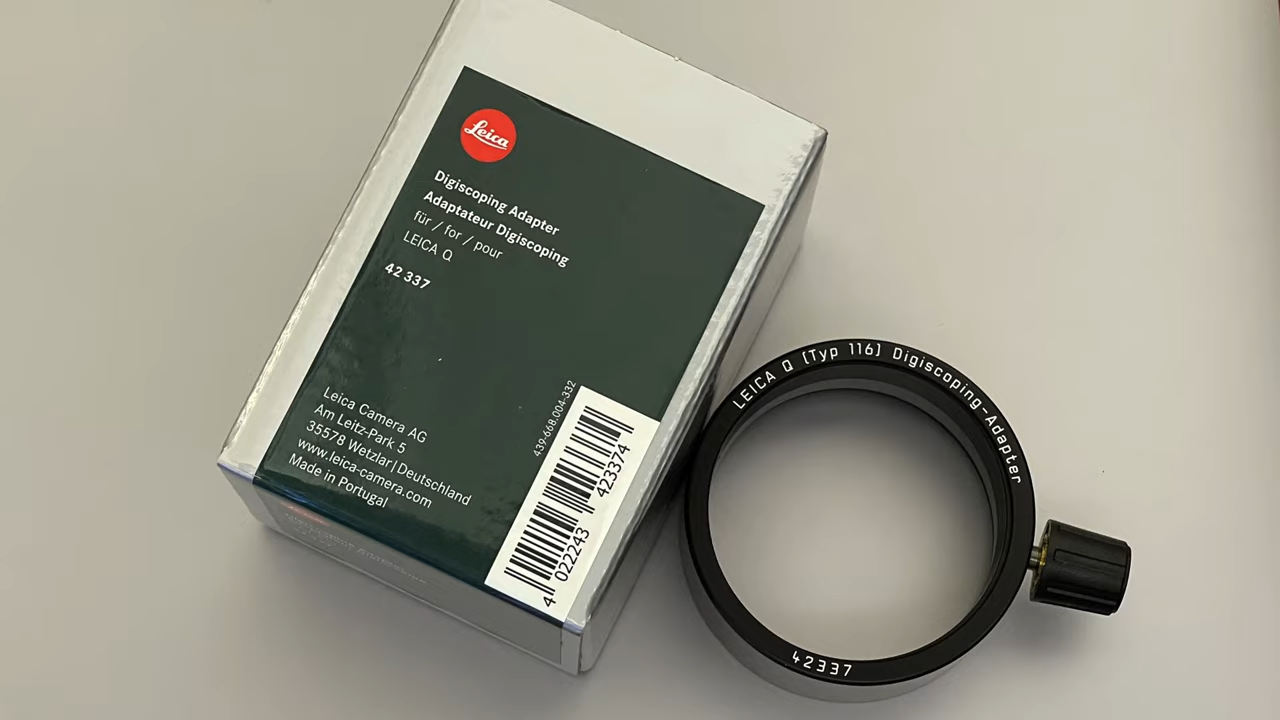 Leica
Digiscoping Adapter
Adaptateur Digiscoping
für / for / pour
LEICA Q
42 337
Leica Camera AG
Am Leitz-Park 5
35578 Wetzlar | Deutschland
www.leica-camera.com
Made in Portugal
439-668.004-332
4 022243 423374
LEICA Q (Typ 116) Digiscoping-Adapter
42337